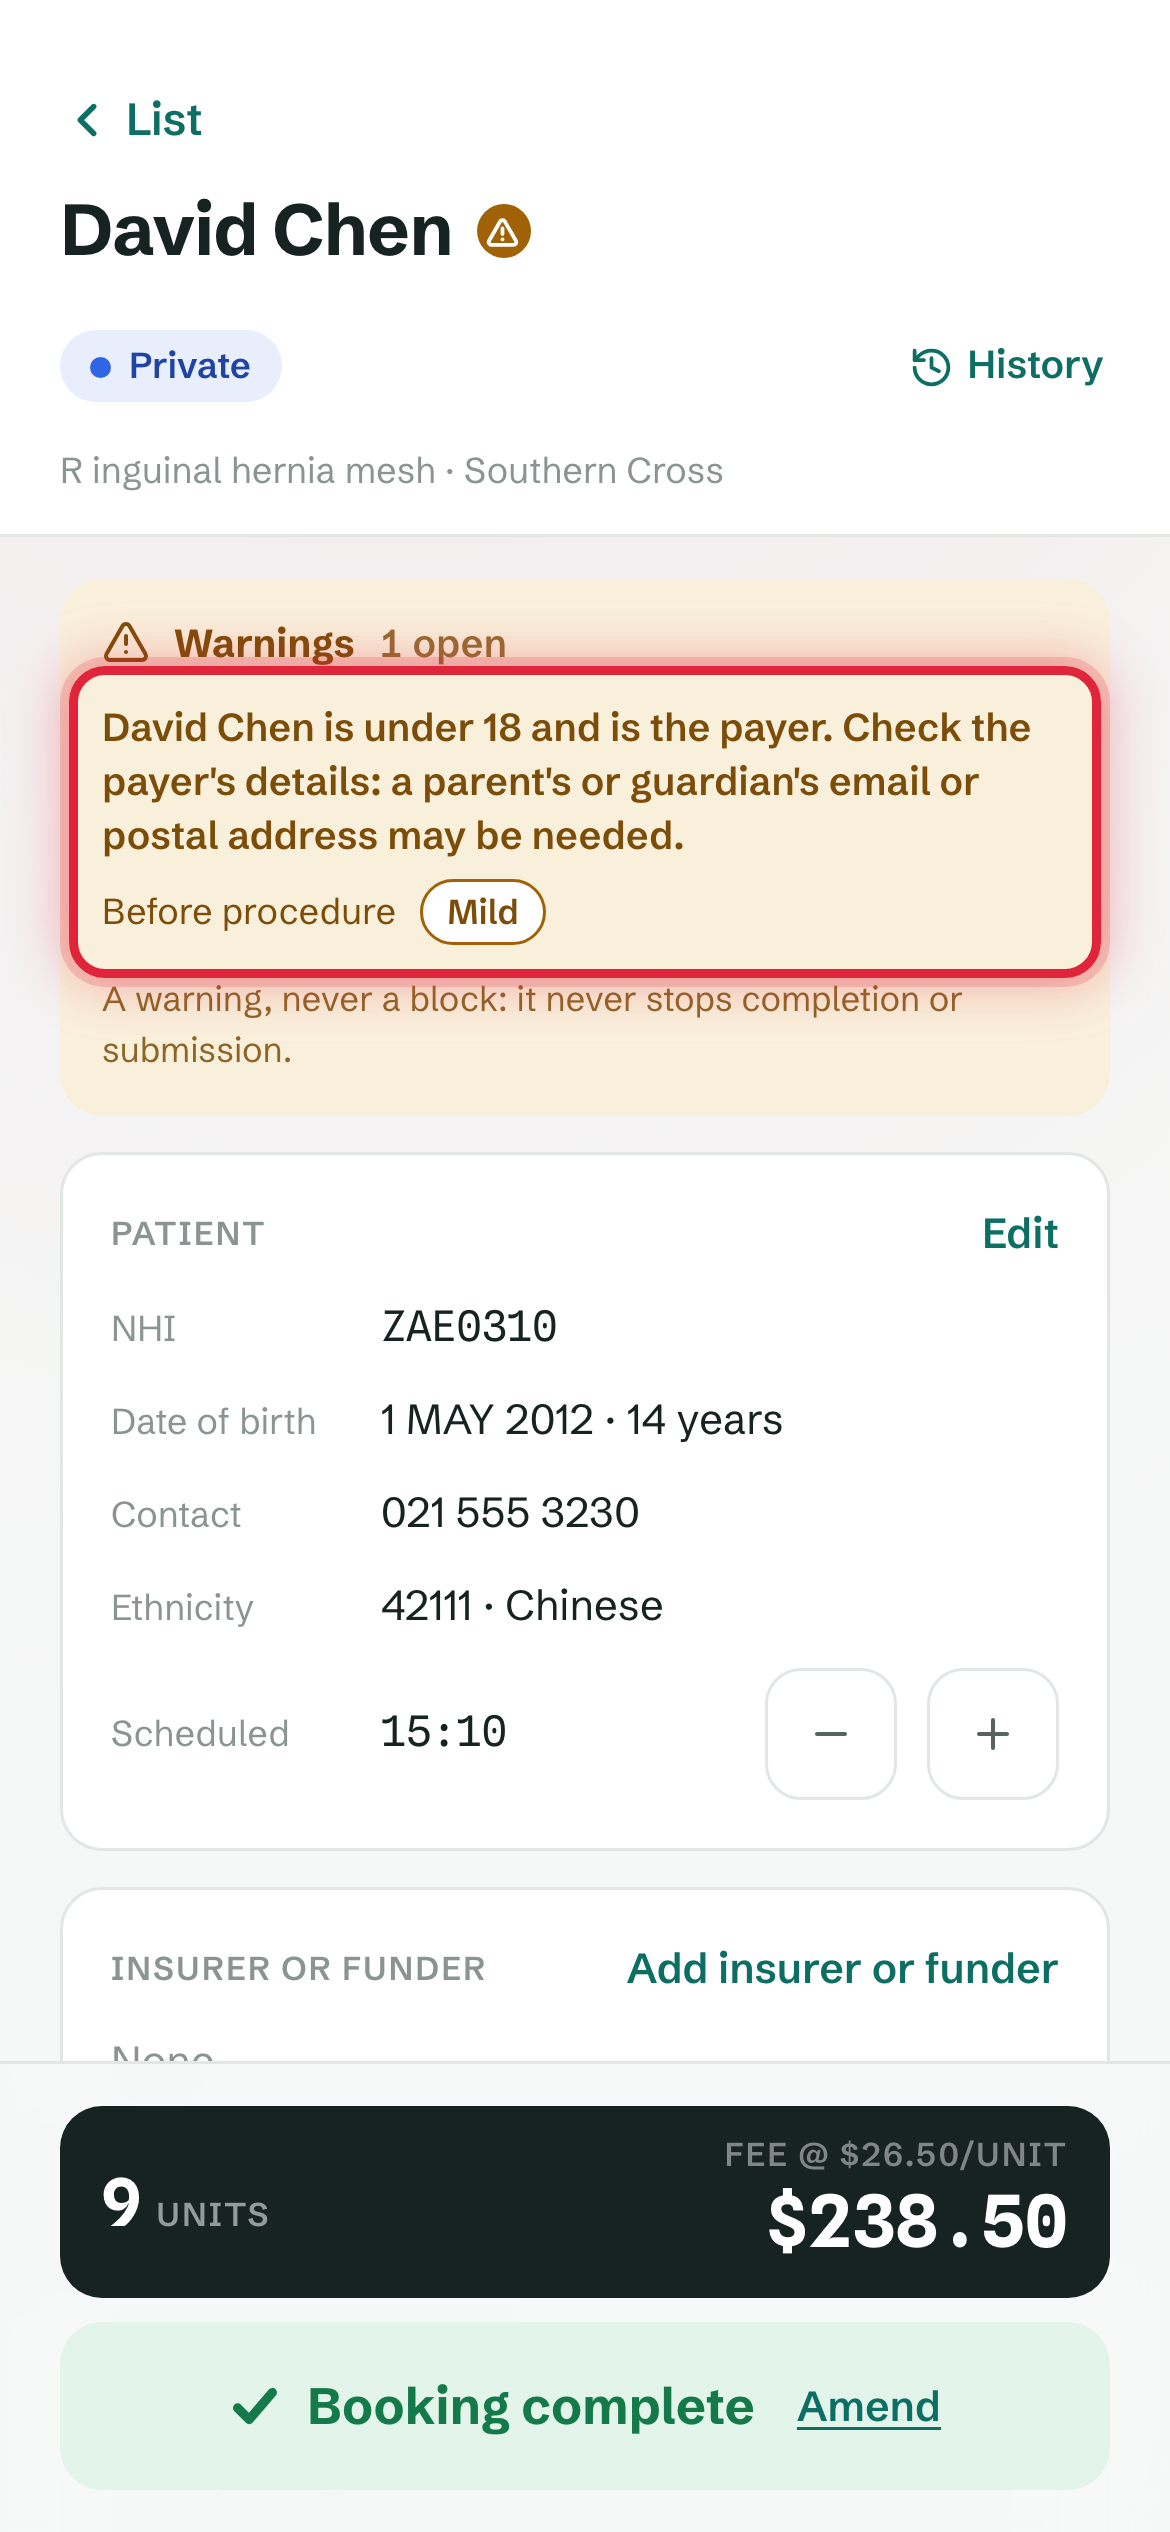 List
David Chen
Private
History
R inguinal hernia mesh · Southern Cross
Warnings 1 open
David Chen is under 18 and is the payer. Check the
payer's details: a parent's or guardian's email or
postal address may be needed.
Before procedure Mild
A warning, never a block: it never stops completion or
submission.
PATIENT Edit
NHI ZAE0310
Date of birth 1 MAY 2012 · 14 years
Contact 021 555 3230
Ethnicity 42111 · Chinese
Scheduled 15:10 − +
INSURER OR FUNDER Add insurer or funder
None
FEE @ $26.50/UNIT
9 UNITS $238.50
Booking complete Amend